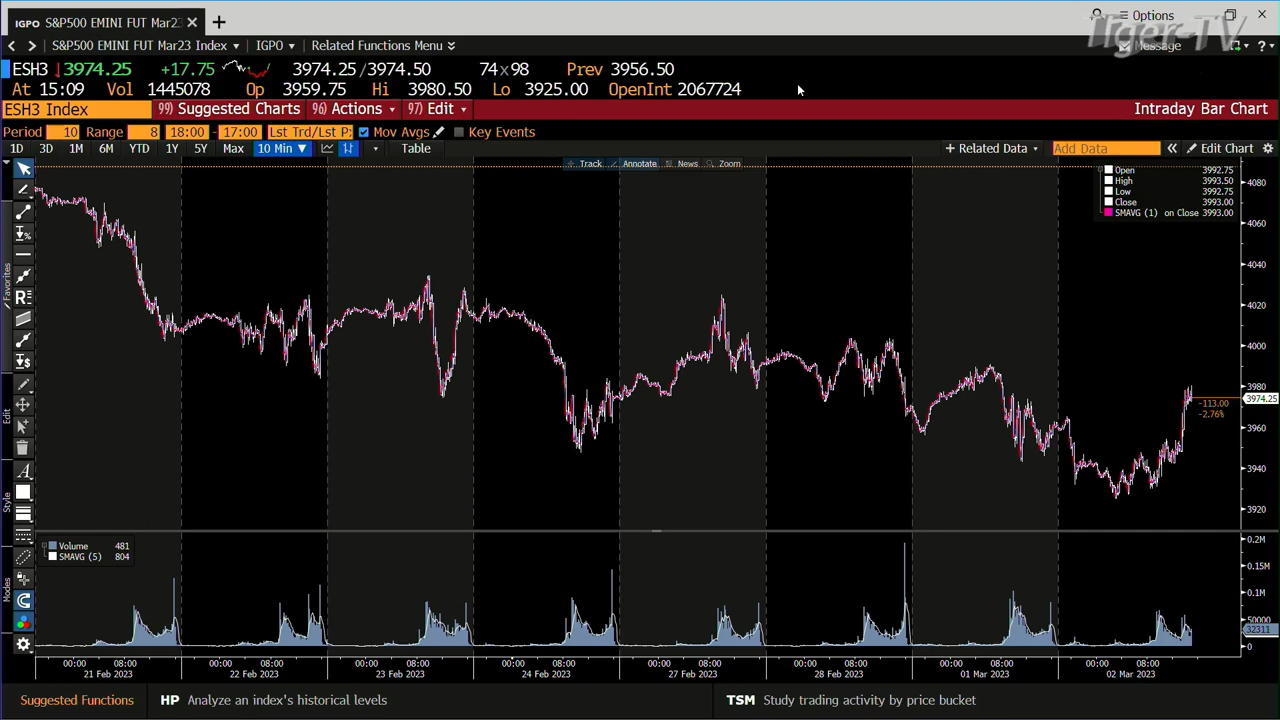 IGPO S&P500 EMINI FUT Mar23 × +
Tiger-TV
Options
S&P500 EMINI FUT Mar23 Index IGPO Related Functions Menu
Message
ESH3 3974.25 +17.75 3974.25/3974.50 74×98 Prev 3956.50
At 15:09 Vol 1445078 Op 3959.75 Hi 3980.50 Lo 3925.00 OpenInt 2067724
ESH3 Index 99) Suggested Charts 96) Actions 97) Edit Intraday Bar Chart
Period 10 Range 8 18:00 - 17:00 Lst Trd/Lst P: Mov Avgs Key Events
1D 3D 1M 6M YTD 1Y 5Y Max 10 Min ▼ Table + Related Data Add Data « Edit Chart
Track Annotate News Zoom
Open 3992.75
High 3993.50
Low 3992.75
Close 3993.00
SMAVG (1) on Close 3993.00
4080
4060
4040
4020
4000
3980
3974.25
-113.00
-2.76%
3960
3940
3920
Favorites
Edit
Style
Modes
Volume 481
SMAVG (5) 804
0.2M
0.15M
0.1M
50000
32311
0
00:00 08:00 00:00 08:00 00:00 08:00 00:00 08:00 00:00 08:00 00:00 08:00 00:00 08:00 00:00 08:00
21 Feb 2023 22 Feb 2023 23 Feb 2023 24 Feb 2023 27 Feb 2023 28 Feb 2023 01 Mar 2023 02 Mar 2023
Suggested Functions HP Analyze an index's historical levels TSM Study trading activity by price bucket